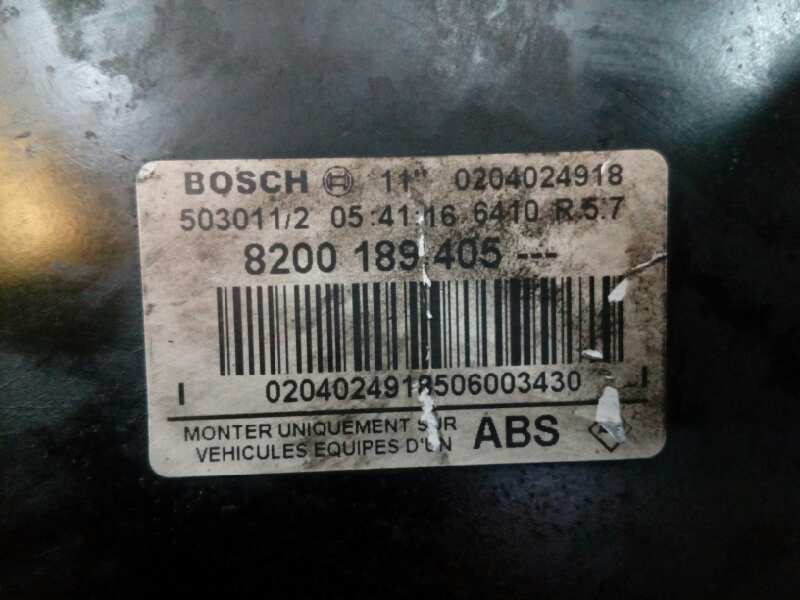 BOSCH 11" 0204024918
503011/2 05:41:16 6410 R.5.7
8200 189 405 ---
0204024918506003430
MONTER UNIQUEMENT SUR
VEHICULES EQUIPES D'UN ABS